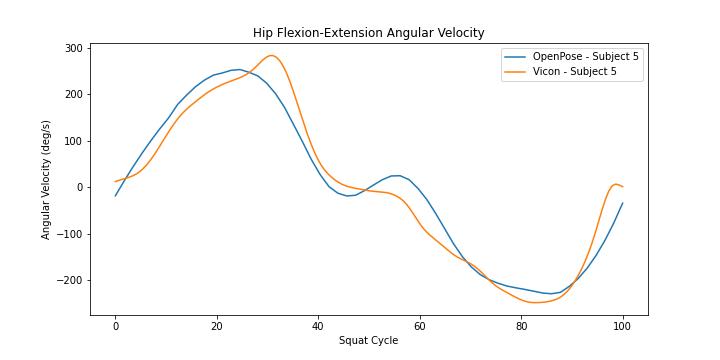 Hip Flexion-Extension Angular Velocity
OpenPose - Subject 5
Vicon - Subject 5
Angular Velocity (deg/s)
300
200
100
0
−100
−200
0 20 40 60 80 100
Squat Cycle